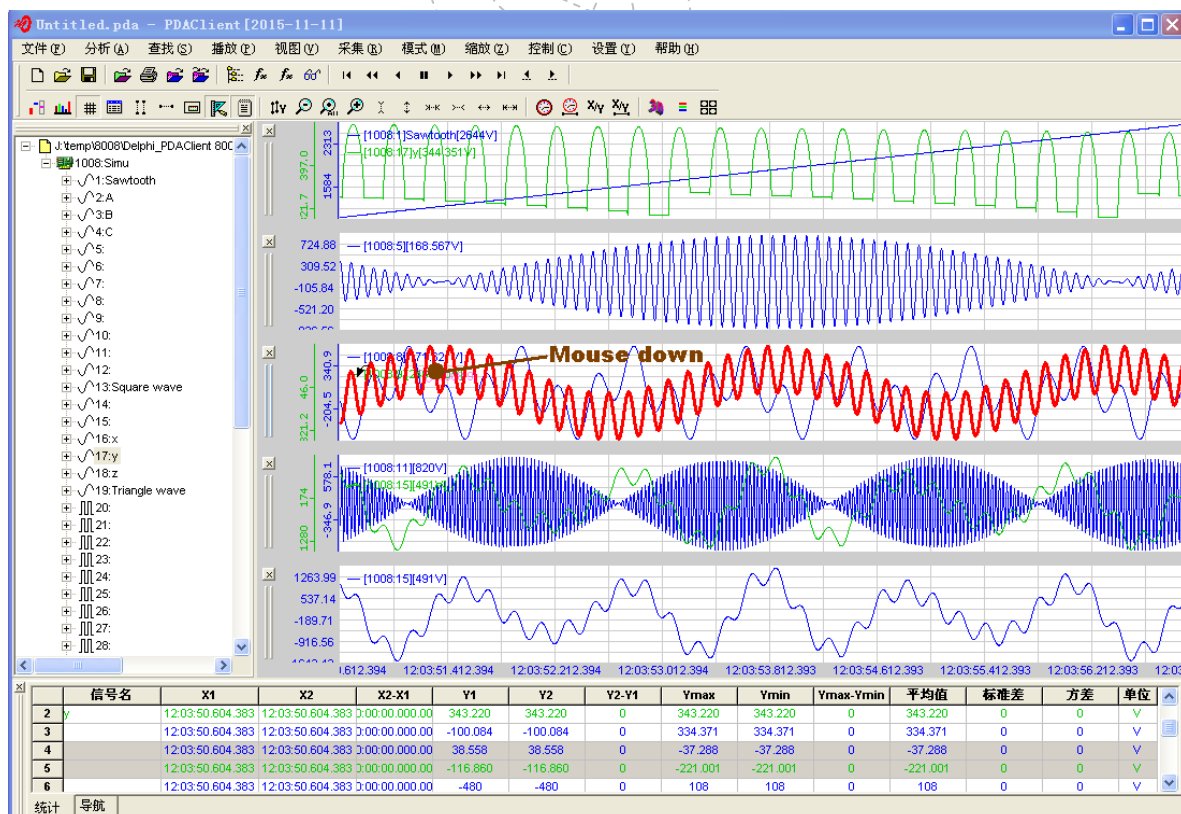 Untitled.pda - PDAClient[2015-11-11]
文件(F) 分析(A) 查找(S) 播放(P) 视图(V) 采集(R) 模式(M) 缩放(Z) 控制(C) 设置(Y) 帮助(H)
J:\temp\8008\Delphi_PDAClient 800
1008:Simu
1:Sawtooth
2:A
3:B
4:C
5:
6:
7:
8:
9:
10:
11:
12:
13:Square wave
14:
15:
16:x
17:y
18:z
19:Triangle wave
20:
21:
22:
23:
24:
25:
26:
27:
28:
397.0
2313
1584
[1008:1]Sawtooth[2644V]
[1008:17]y[344.351V]
724.88
309.52
-105.84
-521.20
[1008:5][168.567V]
46.0
340.9
-204.5
Mouse down
174
1280
578.1
-346.9
[1008:11][820V]
[1008:15][491V]
1263.99
537.14
-189.71
-916.56
[1008:15][491V]
12:03:51.412.394 12:03:52.212.394 12:03:53.012.394 12:03:53.812.394 12:03:54.612.393 12:03:55.412.393 12:03:56.212.393
信号名 X1 X2 X2-X1 Y1 Y2 Y2-Y1 Ymax Ymin Ymax-Ymin 平均值 标准差 方差 单位
2 y 12:03:50.604.383 12:03:50.604.383 0:00:00.000.00 343.220 343.220 0 343.220 343.220 0 343.220 0 0 V
3 12:03:50.604.383 12:03:50.604.383 0:00:00.000.00 -100.084 -100.084 0 334.371 334.371 0 334.371 0 0 V
4 12:03:50.604.383 12:03:50.604.383 0:00:00.000.00 38.558 38.558 0 -37.288 -37.288 0 -37.288 0 0 V
5 12:03:50.604.383 12:03:50.604.383 0:00:00.000.00 -116.860 -116.860 0 -221.001 -221.001 0 -221.001 0 0 V
6 12:03:50.604.383 12:03:50.604.383 0:00:00.000.00 -480 -480 0 108 108 0 108 0 0 V
统计 导航